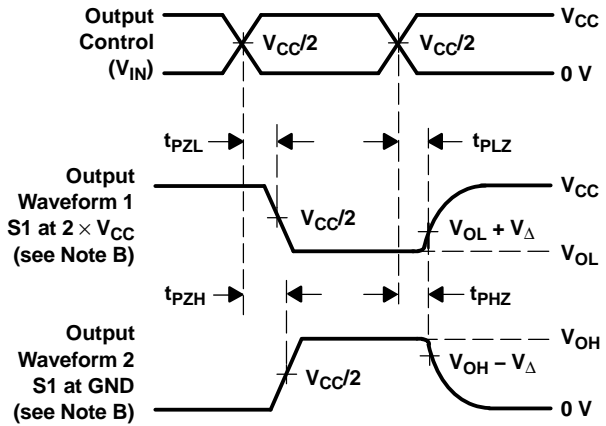 Output
Control
(VIN)
VCC/2
VCC/2
VCC
0 V
tPZL
tPLZ
Output
Waveform 1
S1 at 2 × VCC
(see Note B)
VCC/2
VCC
VOL + VΔ
VOL
tPZH
tPHZ
Output
Waveform 2
S1 at GND
(see Note B)
VCC/2
VOH
VOH − VΔ
0 V